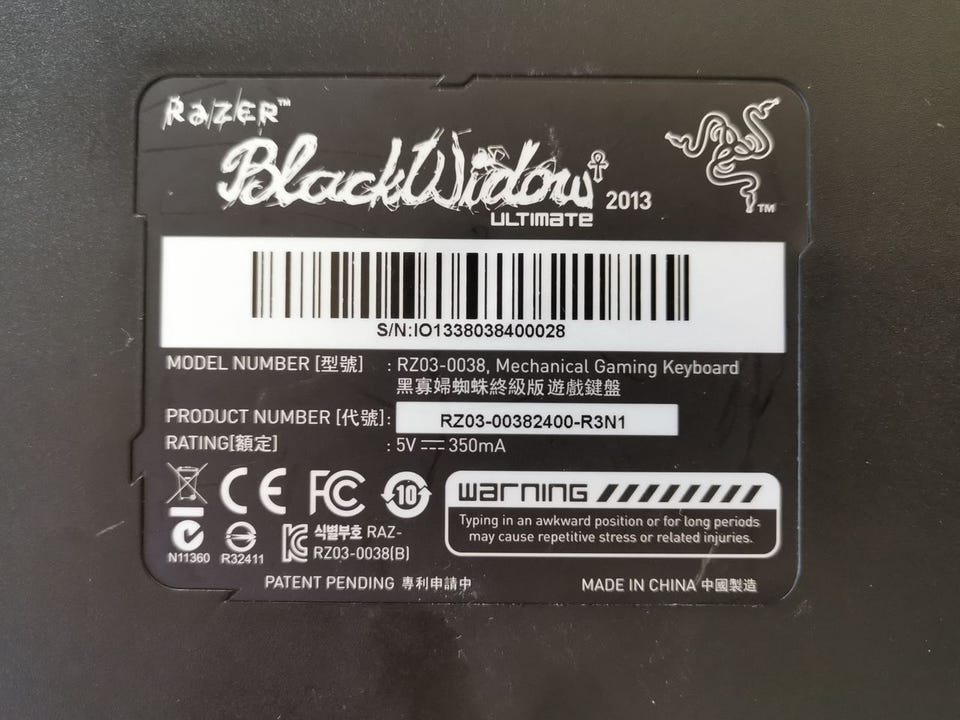 RAZER™
BlackWidow
ULTIMATE 2013
TM
S/N:IO1338038400028
MODEL NUMBER [型號] : RZ03-0038, Mechanical Gaming Keyboard
黑寡婦蜘蛛終級版遊戲鍵盤
PRODUCT NUMBER [代號]: RZ03-00382400-R3N1
RATING[額定] : 5V ⎓ 350mA
CE FC 10
warning
Typing in an awkward position or for long periods
may cause repetitive stress or related injuries.
N11360 R32411
식별부호 RAZ-
RZ03-0038(B)
PATENT PENDING 專利申請中
MADE IN CHINA 中國製造